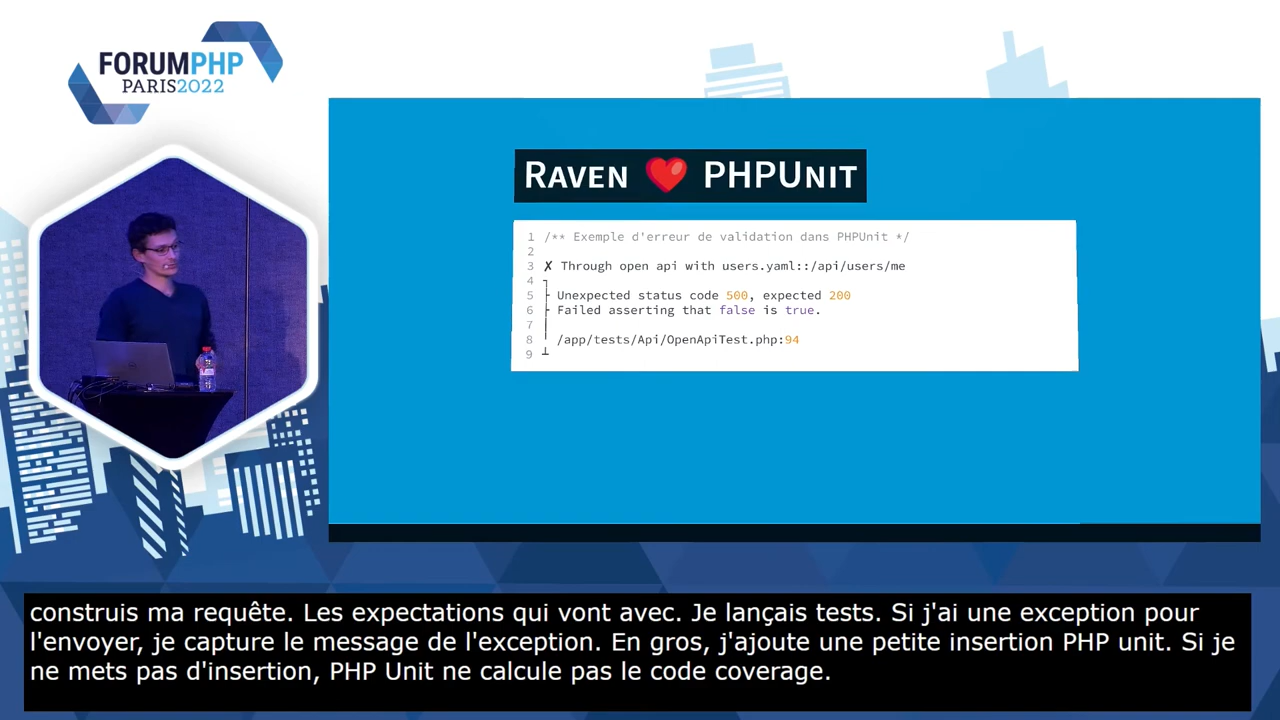 FORUMPHP
PARIS2022
RAVEN ❤️ PHPUNIT
1 /** Exemple d'erreur de validation dans PHPUnit */
2
3 ✗ Through open api with users.yaml::/api/users/me
4 ┐
5 ├ Unexpected status code 500, expected 200
6 ├ Failed asserting that false is true.
7 │
8 │ /app/tests/Api/OpenApiTest.php:94
9 ┴
construis ma requête. Les expectations qui vont avec. Je lançais tests. Si j'ai une exception pour
l'envoyer, je capture le message de l'exception. En gros, j'ajoute une petite insertion PHP unit. Si je
ne mets pas d'insertion, PHP Unit ne calcule pas le code coverage.